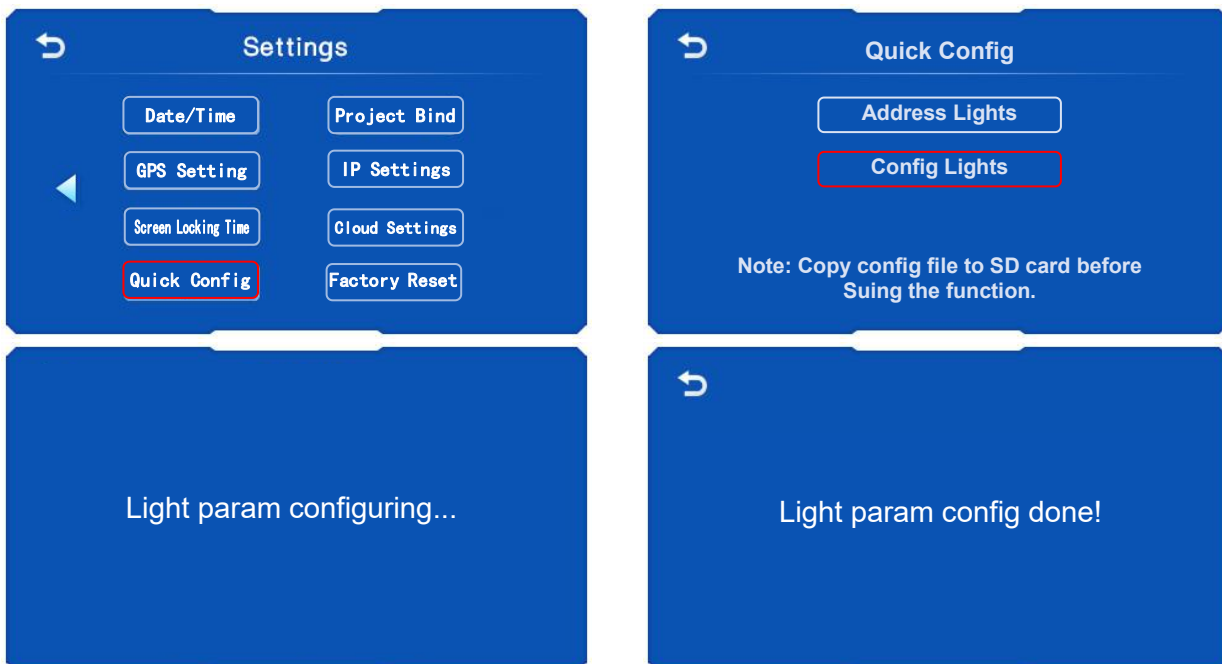 Settings
Date/Time
Project Bind
GPS Setting
IP Settings
Screen Locking Time
Cloud Settings
Quick Config
Factory Reset
Quick Config
Address Lights
Config Lights
Note: Copy config file to SD card before
Suing the function.
Light param configuring...
Light param config done!